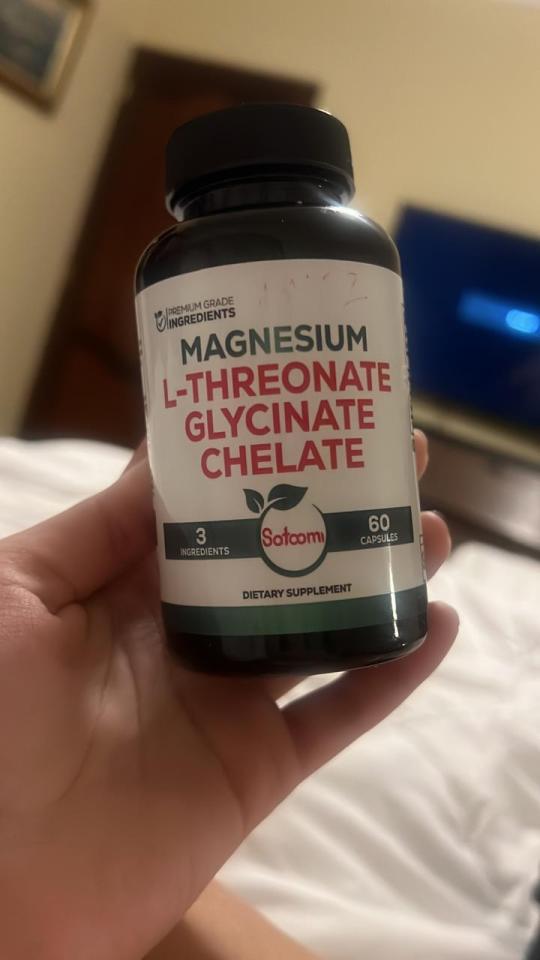 PREMIUM GRADE
INGREDIENTS
MAGNESIUM
L-THREONATE
GLYCINATE
CHELATE
3
INGREDIENTS
Sotoomi
60
CAPSULES
DIETARY SUPPLEMENT